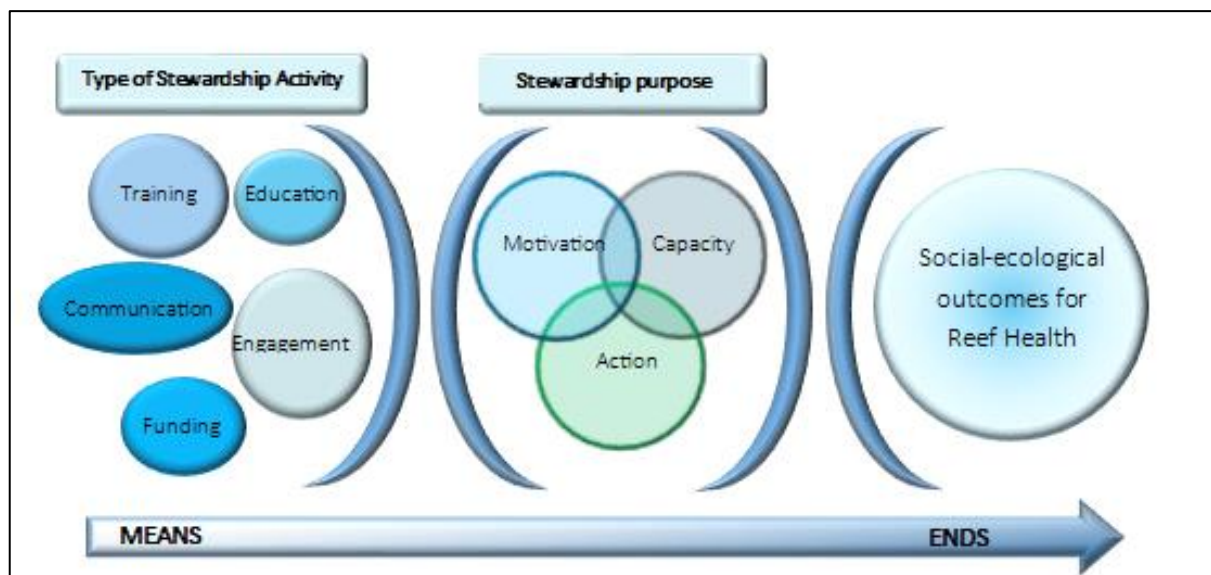 Type of Stewardship Activity
Stewardship purpose
Training
Education
Communication
Engagement
Funding
Motivation
Capacity
Action
Social-ecological
outcomes for
Reef Health
MEANS
ENDS